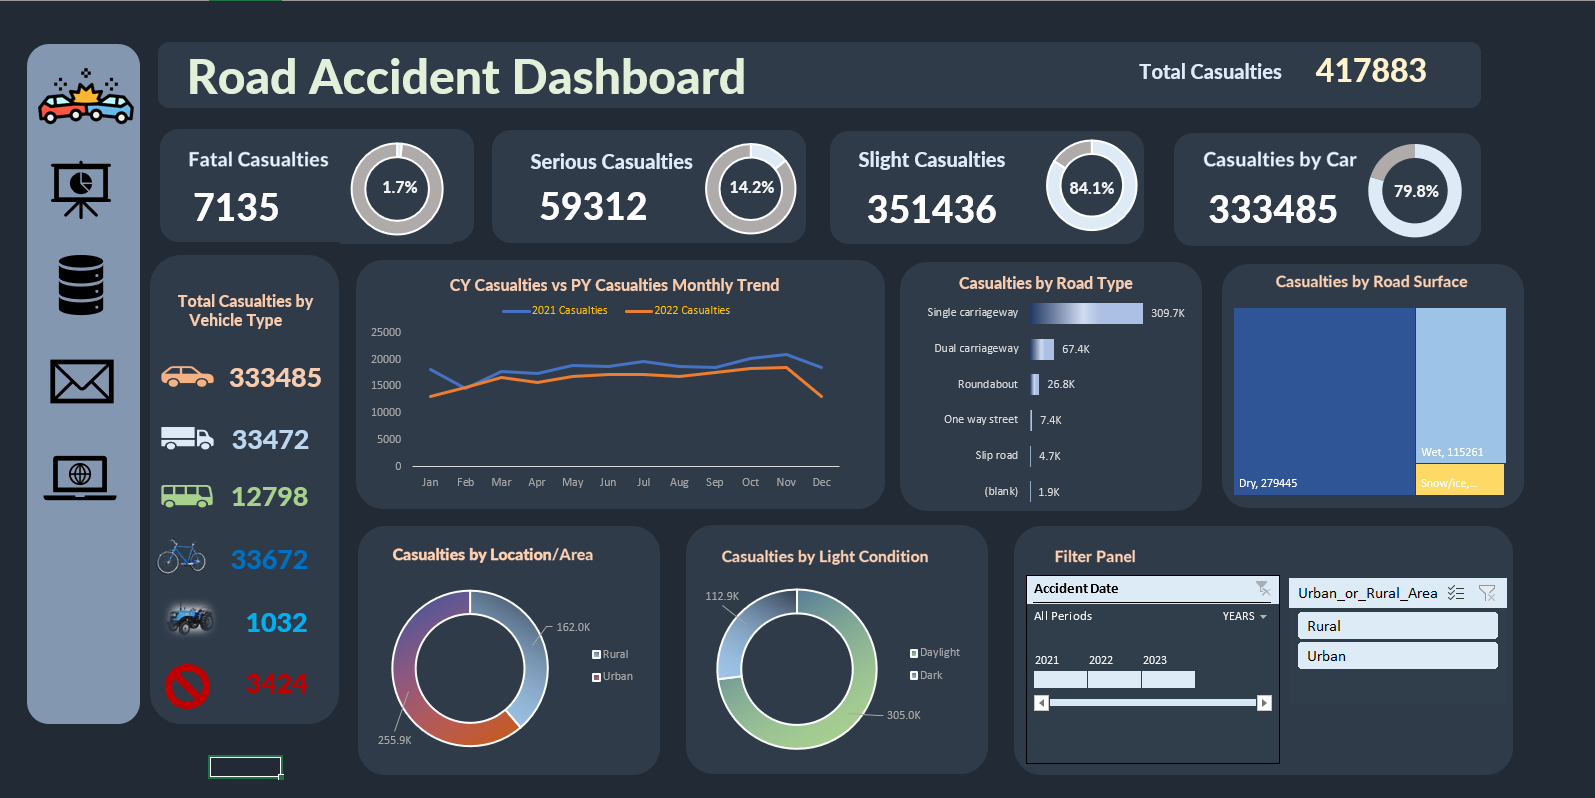 Road Accident Dashboard
Total Casualties 417883
Fatal Casualties
7135
1.7%
Serious Casualties
59312
14.2%
Slight Casualties
351436
84.1%
Casualties by Car
333485
79.8%
Total Casualties by
Vehicle Type
333485
33472
12798
33672
1032
3424
CY Casualties vs PY Casualties Monthly Trend
2021 Casualties 2022 Casualties
25000
20000
15000
10000
5000
0
Jan Feb Mar Apr May Jun Jul Aug Sep Oct Nov Dec
Casualties by Road Type
Single carriageway 309.7K
Dual carriageway 67.4K
Roundabout 26.8K
One way street 7.4K
Slip road 4.7K
(blank) 1.9K
Casualties by Road Surface
Dry, 279445
Wet, 115261
Snow/ice,...
Casualties by Location/Area
162.0K
255.9K
Rural
Urban
Casualties by Light Condition
112.9K
305.0K
Daylight
Dark
Filter Panel
Accident Date
All Periods YEARS
2021 2022 2023
Urban_or_Rural_Area
Rural
Urban